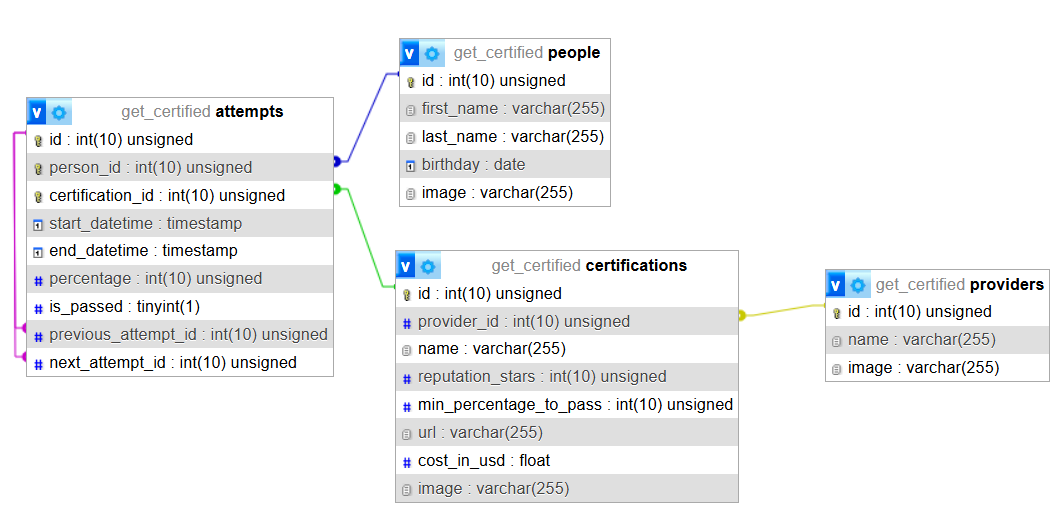 v get_certified people
id : int(10) unsigned
first_name : varchar(255)
last_name : varchar(255)
birthday : date
image : varchar(255)
v get_certified attempts
id : int(10) unsigned
person_id : int(10) unsigned
certification_id : int(10) unsigned
start_datetime : timestamp
end_datetime : timestamp
percentage : int(10) unsigned
is_passed : tinyint(1)
previous_attempt_id : int(10) unsigned
next_attempt_id : int(10) unsigned
v get_certified certifications
id : int(10) unsigned
provider_id : int(10) unsigned
name : varchar(255)
reputation_stars : int(10) unsigned
min_percentage_to_pass : int(10) unsigned
url : varchar(255)
cost_in_usd : float
image : varchar(255)
v get_certified providers
id : int(10) unsigned
name : varchar(255)
image : varchar(255)